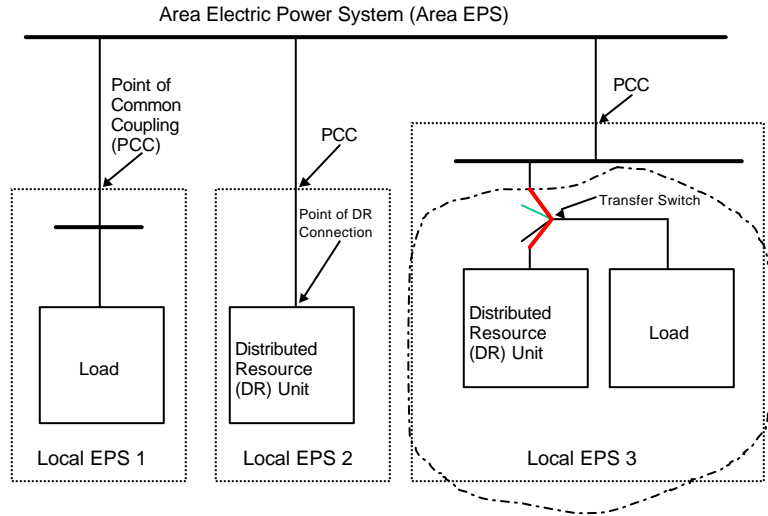 Area Electric Power System (Area EPS)
Point of
Common
Coupling
(PCC)
PCC
PCC
Point of DR
Connection
Transfer Switch
Load
Distributed
Resource
(DR) Unit
Distributed
Resource
(DR) Unit
Load
Local EPS 1
Local EPS 2
Local EPS 3